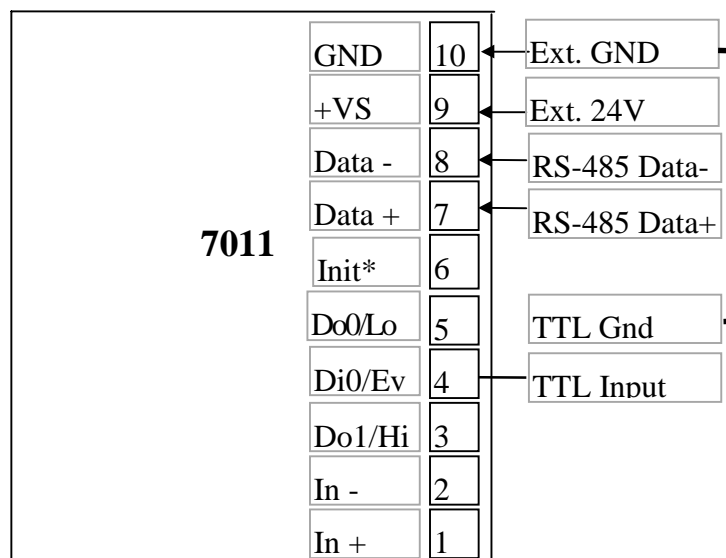 GND 10 Ext. GND
+VS 9 Ext. 24V
Data - 8 RS-485 Data-
Data + 7 RS-485 Data+
7011
Init* 6
Do0/Lo 5 TTL Gnd
Di0/Ev 4 TTL Input
Do1/Hi 3
In - 2
In + 1